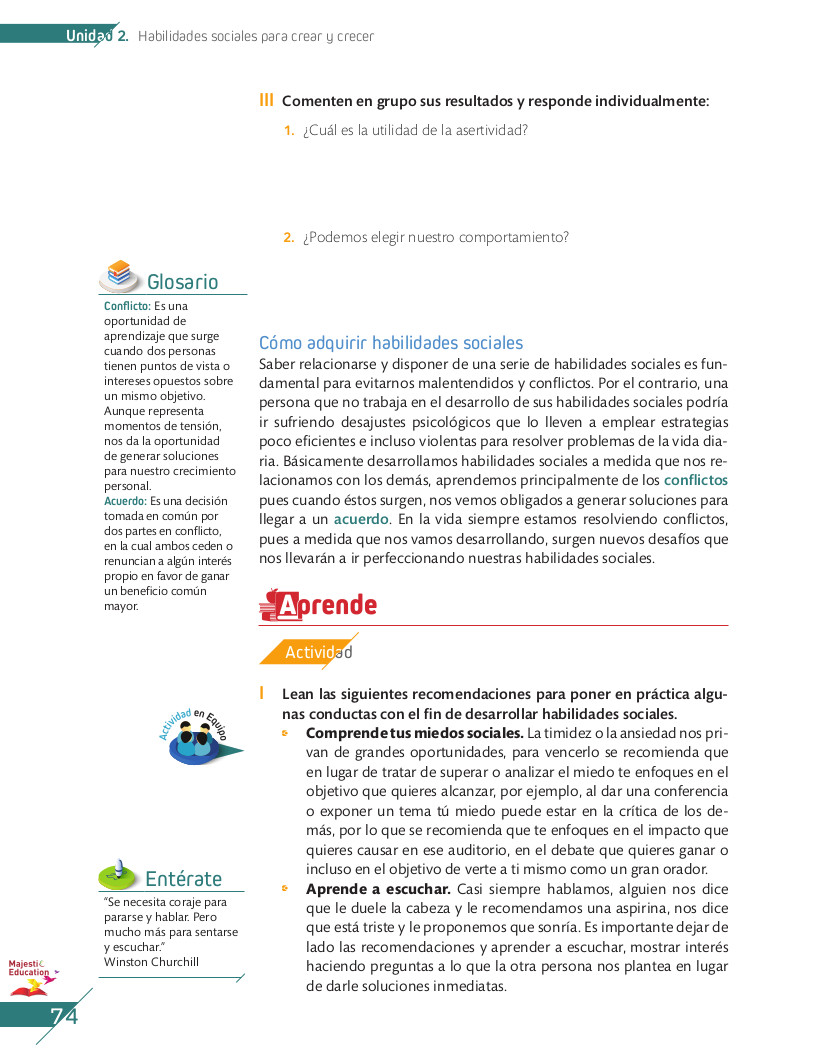 Unidad 2. Habilidades sociales para crear y crecer
III Comenten en grupo sus resultados y responde individualmente:
1. ¿Cuál es la utilidad de la asertividad?
2. ¿Podemos elegir nuestro comportamiento?
Glosario
Conflicto: Es una
oportunidad de
aprendizaje que surge
cuando dos personas
tienen puntos de vista o
intereses opuestos sobre
un mismo objetivo.
Aunque representa
momentos de tensión,
nos da la oportunidad
de generar soluciones
para nuestro crecimiento
personal.
Acuerdo: Es una decisión
tomada en común por
dos partes en conflicto,
en la cual ambos ceden o
renuncian a algún interés
propio en favor de ganar
un beneficio común
mayor.
Cómo adquirir habilidades sociales
Saber relacionarse y disponer de una serie de habilidades sociales es fun-
damental para evitarnos malentendidos y conflictos. Por el contrario, una
persona que no trabaja en el desarrollo de sus habilidades sociales podría
ir sufriendo desajustes psicológicos que lo lleven a emplear estrategias
poco eficientes e incluso violentas para resolver problemas de la vida dia-
ria. Básicamente desarrollamos habilidades sociales a medida que nos re-
lacionamos con los demás, aprendemos principalmente de los conflictos
pues cuando éstos surgen, nos vemos obligados a generar soluciones para
llegar a un acuerdo. En la vida siempre estamos resolviendo conflictos,
pues a medida que nos vamos desarrollando, surgen nuevos desafíos que
nos llevarán a ir perfeccionando nuestras habilidades sociales.
Aprende
Actividad
I Lean las siguientes recomendaciones para poner en práctica algu-
nas conductas con el fin de desarrollar habilidades sociales.
Actividad en Equipo
Comprende tus miedos sociales. La timidez o la ansiedad nos pri-
van de grandes oportunidades, para vencerlo se recomienda que
en lugar de tratar de superar o analizar el miedo te enfoques en el
objetivo que quieres alcanzar, por ejemplo, al dar una conferencia
o exponer un tema tú miedo puede estar en la crítica de los de-
más, por lo que se recomienda que te enfoques en el impacto que
quieres causar en ese auditorio, en el debate que quieres ganar o
incluso en el objetivo de verte a ti mismo como un gran orador.
Aprende a escuchar. Casi siempre hablamos, alguien nos dice
que le duele la cabeza y le recomendamos una aspirina, nos dice
que está triste y le proponemos que sonría. Es importante dejar de
lado las recomendaciones y aprender a escuchar, mostrar interés
haciendo preguntas a lo que la otra persona nos plantea en lugar
de darle soluciones inmediatas.
Entérate
“Se necesita coraje para
pararse y hablar. Pero
mucho más para sentarse
y escuchar.”
Winston Churchill
Majestic
Education
74